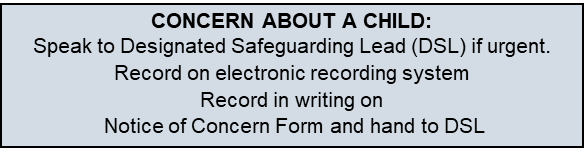 CONCERN ABOUT A CHILD:
Speak to Designated Safeguarding Lead (DSL) if urgent.
Record on electronic recording system
Record in writing on
Notice of Concern Form and hand to DSL